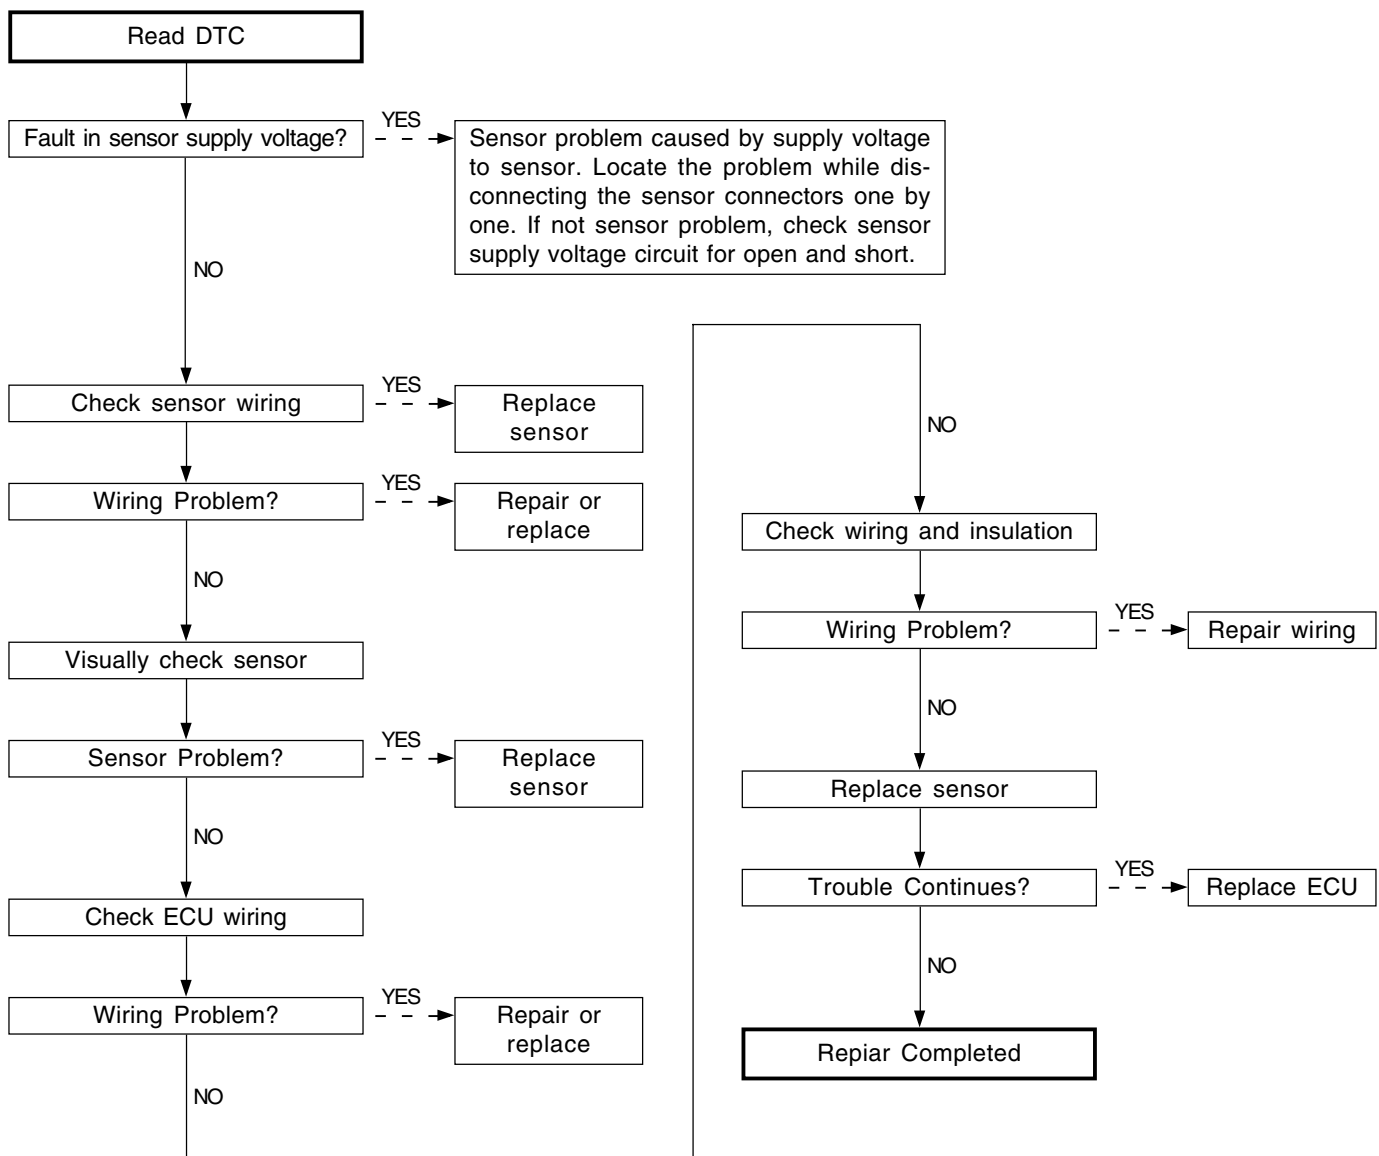 Read DTC
Fault in sensor supply voltage?
YES
Sensor problem caused by supply voltage
to sensor. Locate the problem while dis-
connecting the sensor connectors one by
one. If not sensor problem, check sensor
supply voltage circuit for open and short.
NO
Check sensor wiring
YES
Replace
sensor
Wiring Problem?
YES
Repair or
replace
NO
Visually check sensor
Sensor Problem?
YES
Replace
sensor
NO
Check ECU wiring
Wiring Problem?
YES
Repair or
replace
NO
NO
Check wiring and insulation
Wiring Problem?
YES
Repair wiring
NO
Replace sensor
Trouble Continues?
YES
Replace ECU
NO
Repiar Completed